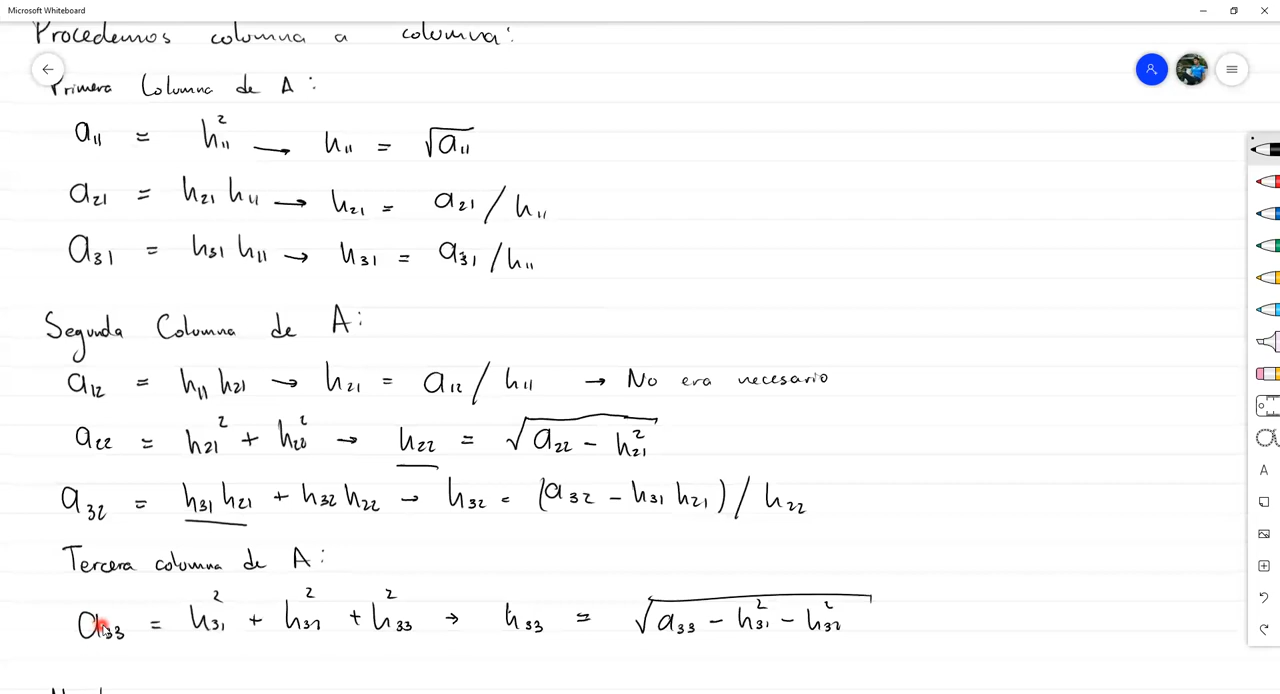 Microsoft Whiteboard
Procedemos columna a columna:
Primera Columna de A:
a₁₁ = h₁₁² → h₁₁ = √a₁₁
a₂₁ = h₂₁ h₁₁ → h₂₁ = a₂₁ / h₁₁
a₃₁ = h₃₁ h₁₁ → h₃₁ = a₃₁ / h₁₁
Segunda Columna de A:
a₁₂ = h₁₁ h₂₁ → h₂₁ = a₁₂ / h₁₁ → No era necesario
a₂₂ = h₂₁² + h₂₂² → h₂₂ = √(a₂₂ − h₂₁²)
a₃₂ = h₃₁ h₂₁ + h₃₂ h₂₂ → h₃₂ = (a₃₂ − h₃₁ h₂₁) / h₂₂
Tercera columna de A:
a₃₃ = h₃₁² + h₃₂² + h₃₃² → h₃₃ = √(a₃₃ − h₃₁² − h₃₂²)